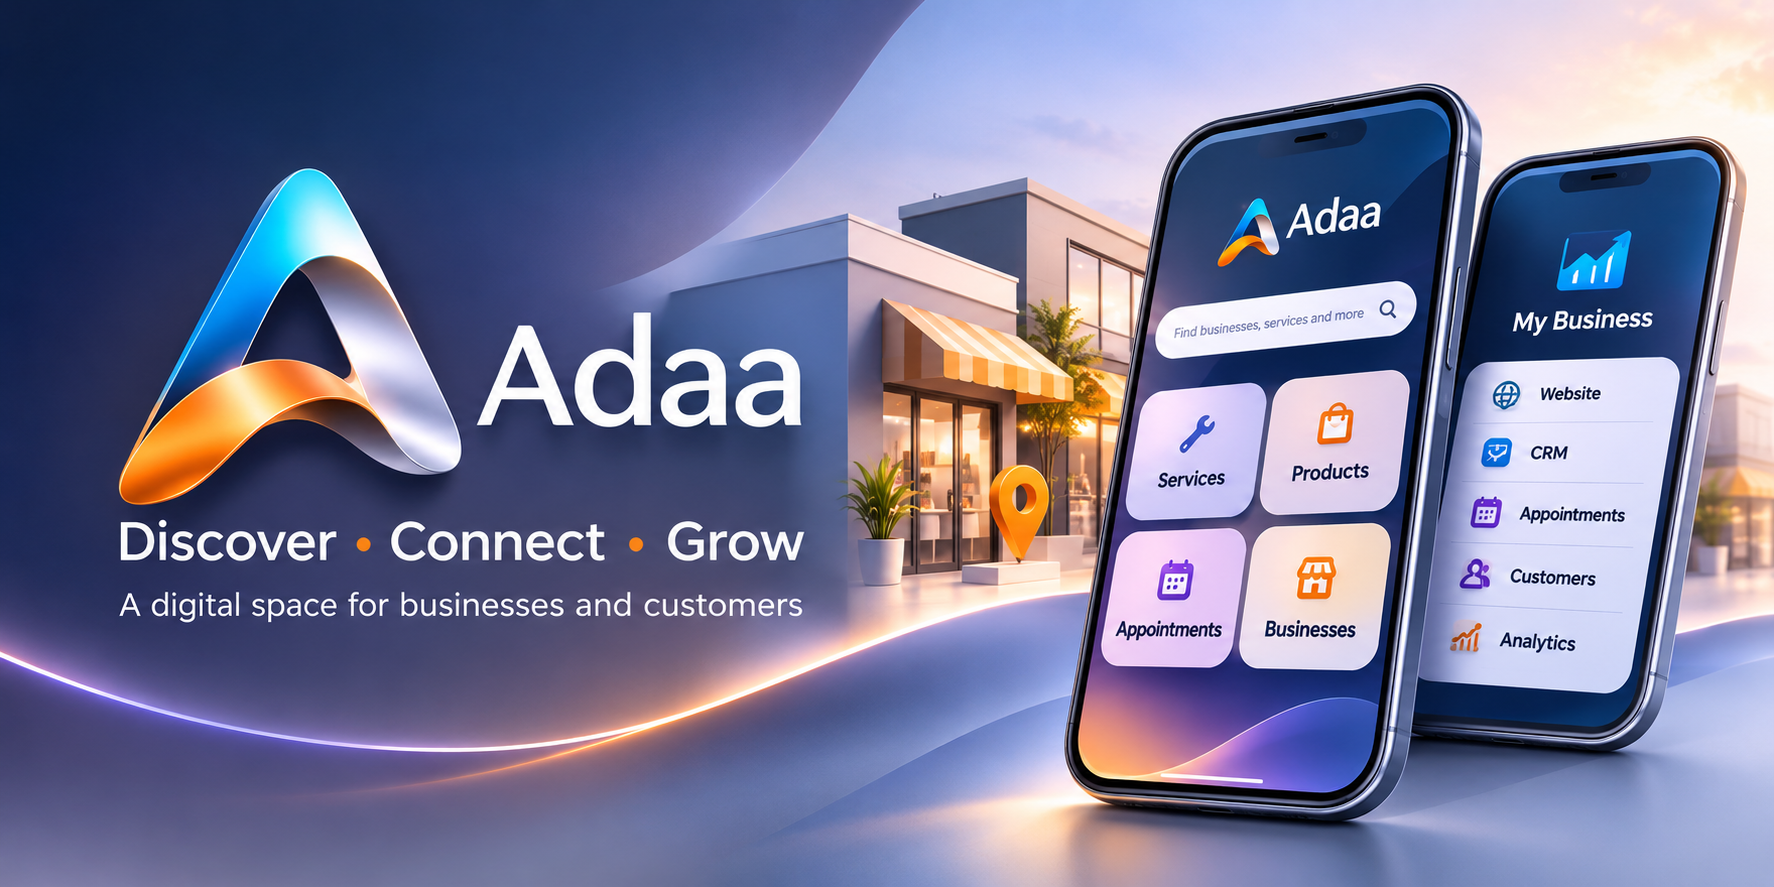 Adaa
Discover • Connect • Grow
A digital space for businesses and customers
Adaa
Find businesses, services and more
Services
Products
Appointments
Businesses
My Business
Website
CRM
Appointments
Customers
Analytics